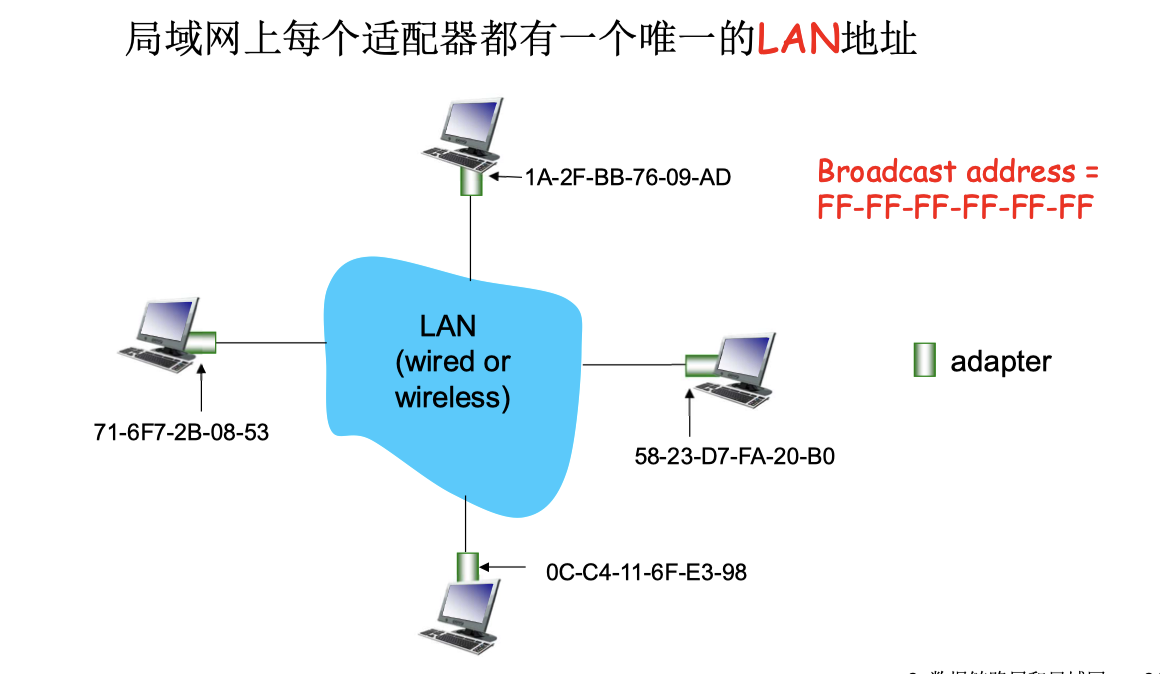 局域网上每个适配器都有一个唯一的LAN地址
1A-2F-BB-76-09-AD
Broadcast address =
FF-FF-FF-FF-FF-FF
LAN
(wired or
wireless)
adapter
71-6F7-2B-08-53
58-23-D7-FA-20-B0
0C-C4-11-6F-E3-98